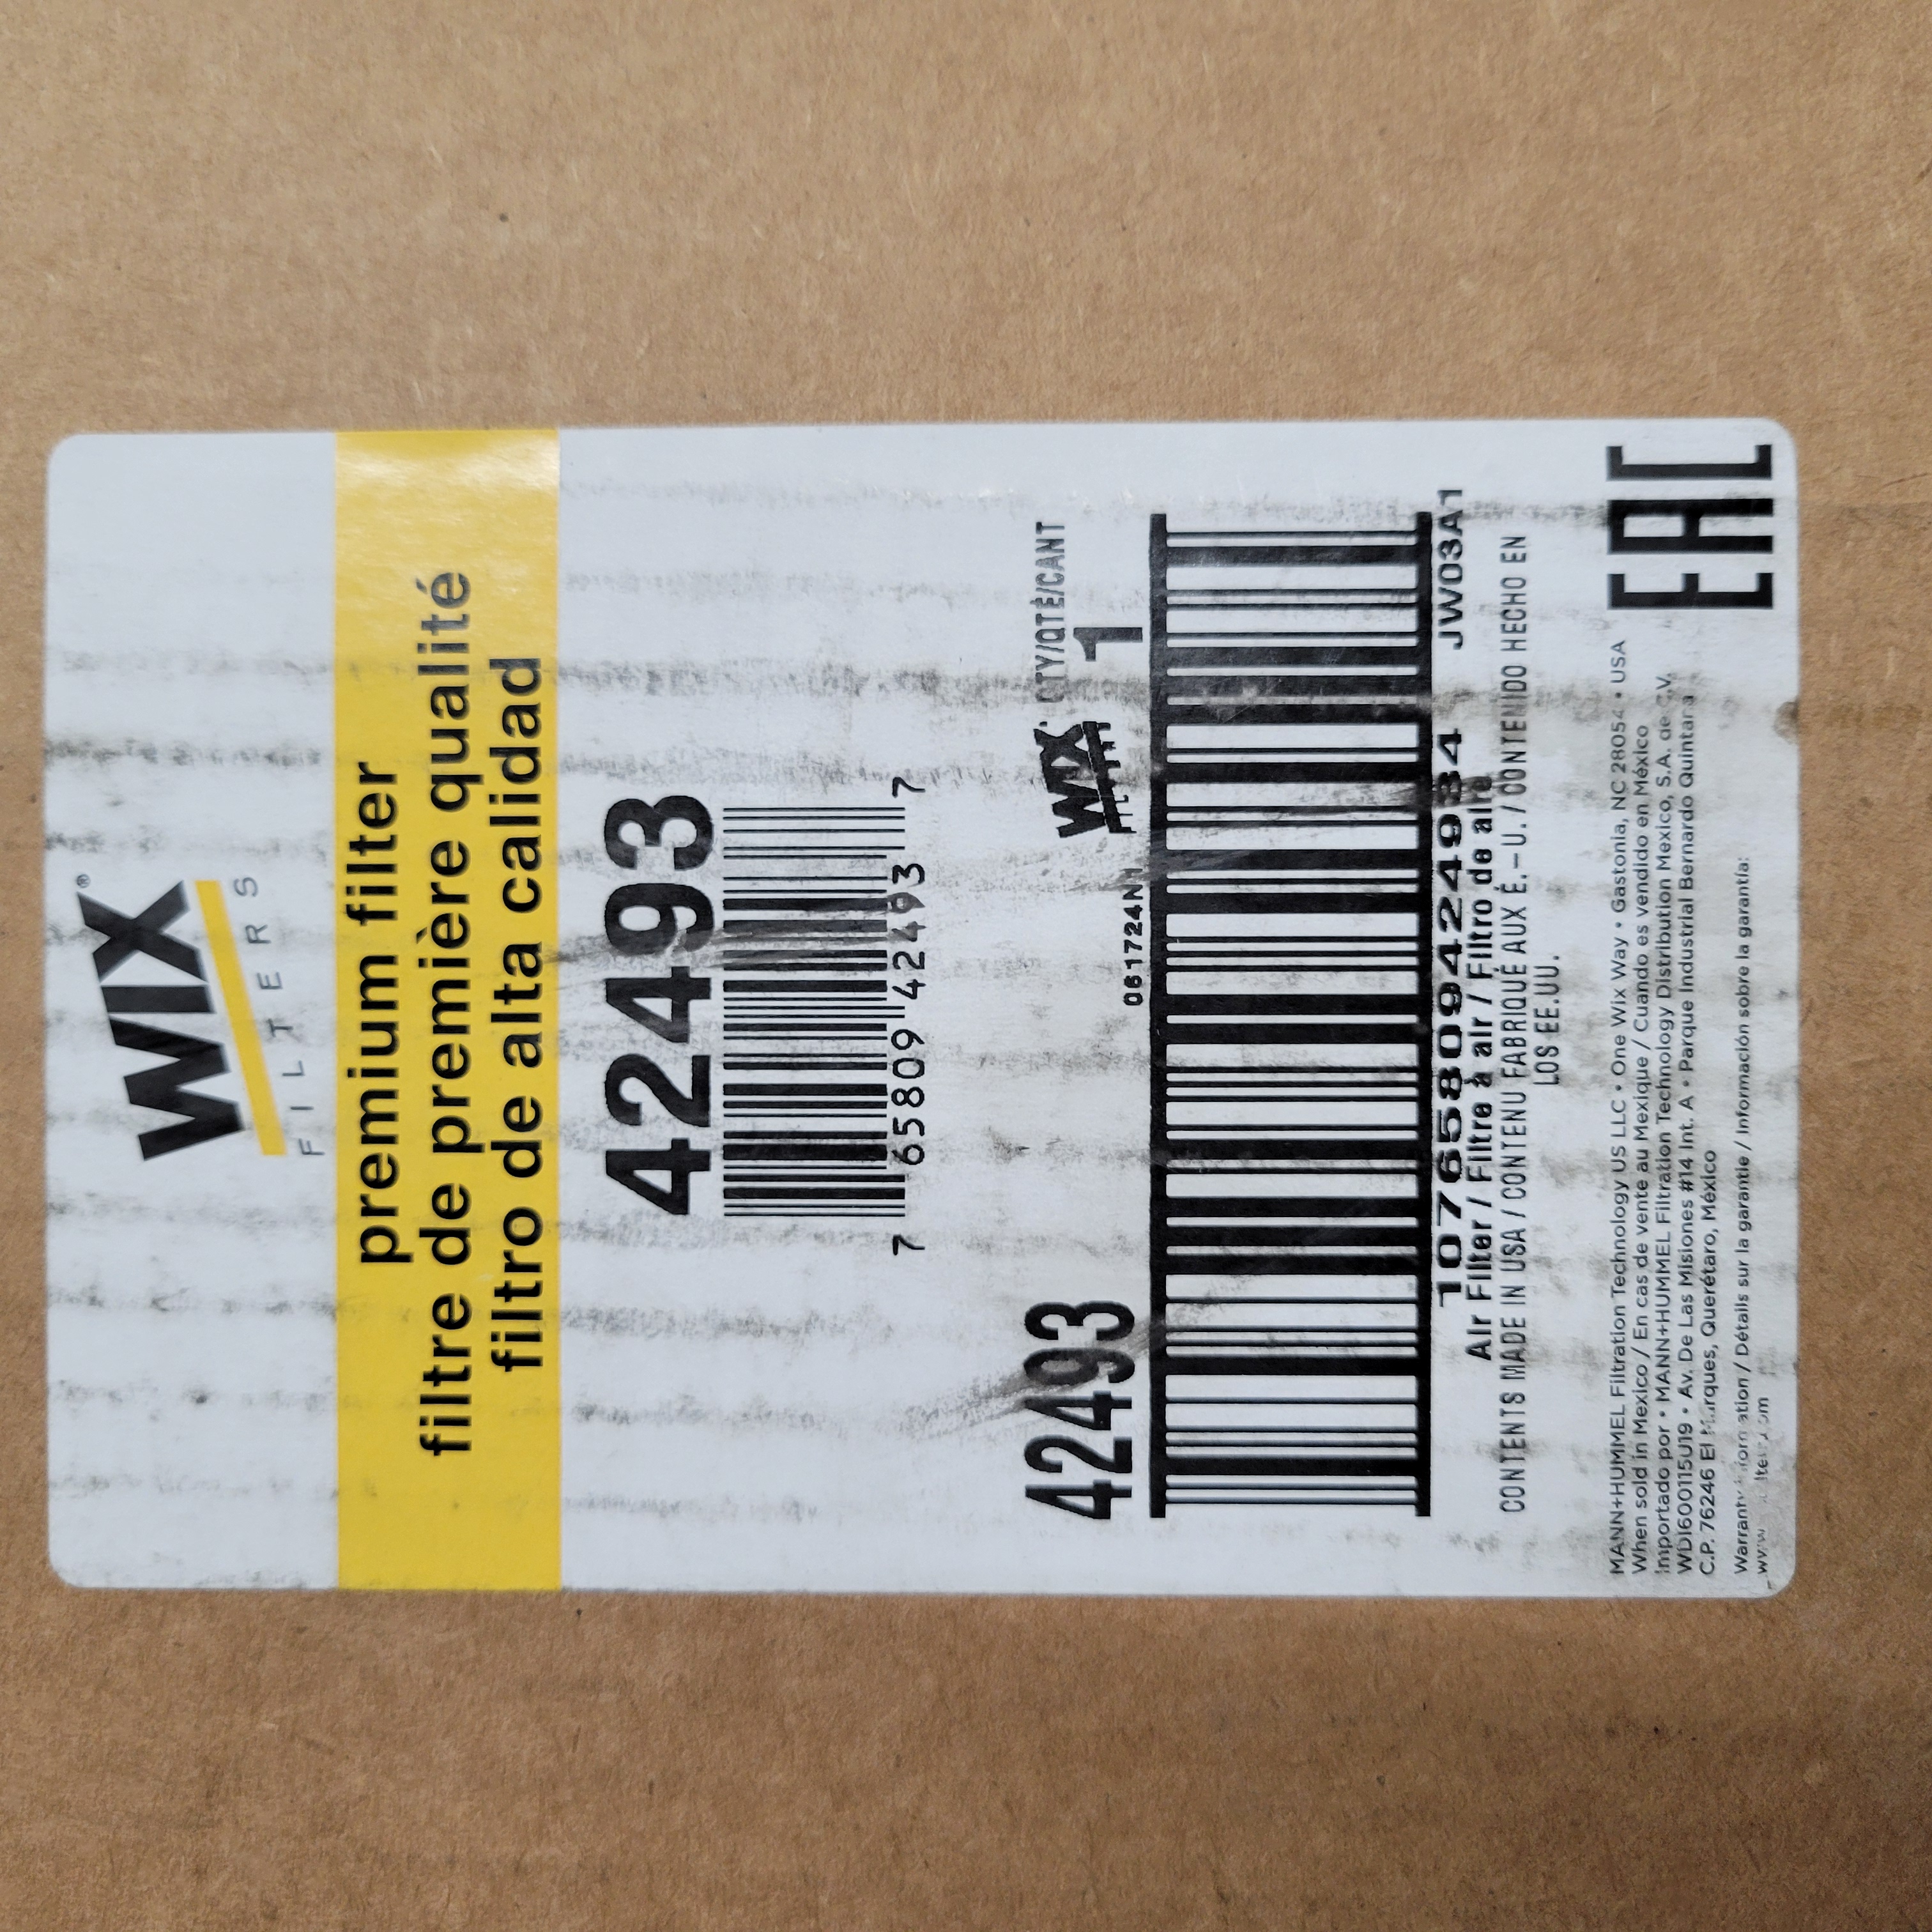 WIX®
FILTERS
premium filter
filtre de première qualité
filtro de alta calidad
42493
7 65809 42493 7
42493
061724N1
WIX
QTY/QTÉ/CANT
1
10765809424934
JW03A1
Air Filter / Filtre à air / Filtro de aire
CONTENTS MADE IN USA / CONTENU FABRIQUÉ AUX É.-U. / CONTENIDO HECHO EN
LOS EE.UU.
MANN+HUMMEL Filtration Technology US LLC • One Wix Way • Gastonia, NC 28054 • USA
When sold in Mexico / En cas de vente au Mexique / Cuando es vendido en México
Importado por • MANN+HUMMEL Filtration Technology Distribution Mexico, S.A. de C.V.
WDI600115U19 • Av. De Las Misiones #14 Int. A • Parque Industrial Bernardo Quintana
C.P. 76246 El Marques, Querétaro, México
Warranty information / Détails sur la garantie / Información sobre la garantía:
EAC